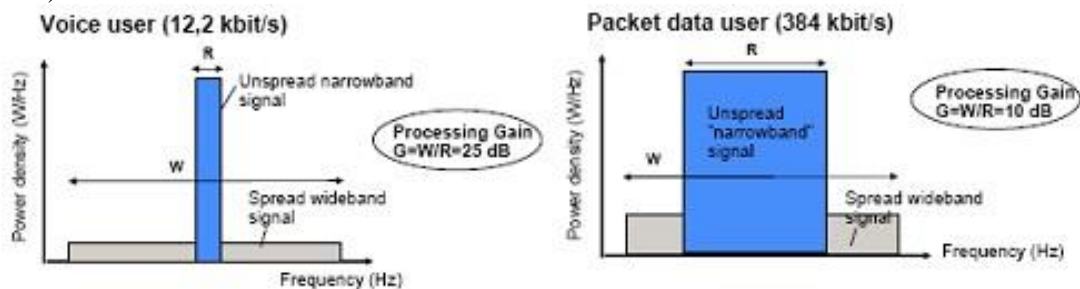 )
Voice user (12,2 kbit/s)
R
Unspread narrowband
signal
Processing Gain
G=W/R=25 dB
W
Spread wideband
signal
Power density (W/Hz)
Frequency (Hz)
Packet data user (384 kbit/s)
R
Unspread
"narrowband"
signal
Processing Gain
G=W/R=10 dB
W
Spread wideband
signal
Power density (W/Hz)
Frequency (Hz)